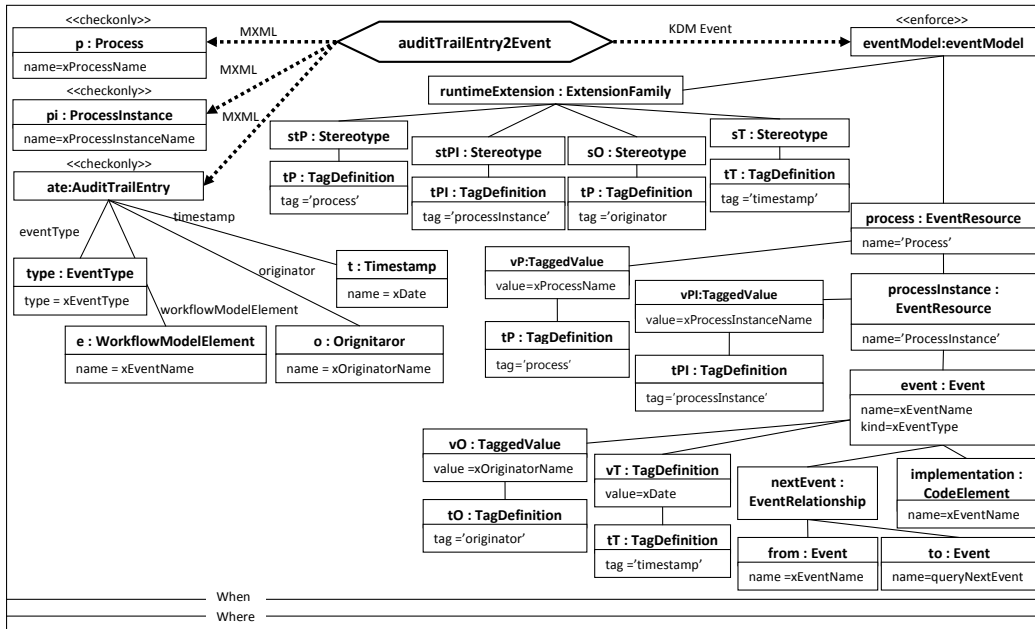 <<checkonly>>
p : Process
name=xProcessName
MXML
auditTrailEntry2Event
KDM Event
<<enforce>>
eventModel:eventModel
<<checkonly>>
pi : ProcessInstance
name=xProcessInstanceName
MXML
MXML
<<checkonly>>
ate:AuditTrailEntry
runtimeExtension : ExtensionFamily
stP : Stereotype
tP : TagDefinition
tag ='process'
stPI : Stereotype
tPI : TagDefinition
tag ='processInstance'
sO : Stereotype
tP : TagDefinition
tag ='originator
sT : Stereotype
tT : TagDefinition
tag ='timestamp'
eventType
timestamp
originator
workflowModelElement
type : EventType
type = xEventType
t : Timestamp
name = xDate
e : WorkflowModelElement
name = xEventName
o : Orignitaror
name = xOriginatorName
process : EventResource
name='Process'
vP:TaggedValue
value=xProcessName
tP : TagDefinition
tag='process'
vPI:TaggedValue
value=xProcessInstanceName
tPI : TagDefinition
tag='processInstance'
processInstance :
EventResource
name='ProcessInstance'
event : Event
name=xEventName
kind=xEventType
vO : TaggedValue
value =xOriginatorName
tO : TagDefinition
tag ='originator'
vT : TagDefinition
value=xDate
tT : TagDefinition
tag ='timestamp'
nextEvent :
EventRelationship
implementation :
CodeElement
name=xEventName
from : Event
name =xEventName
to : Event
name=queryNextEvent
When
Where